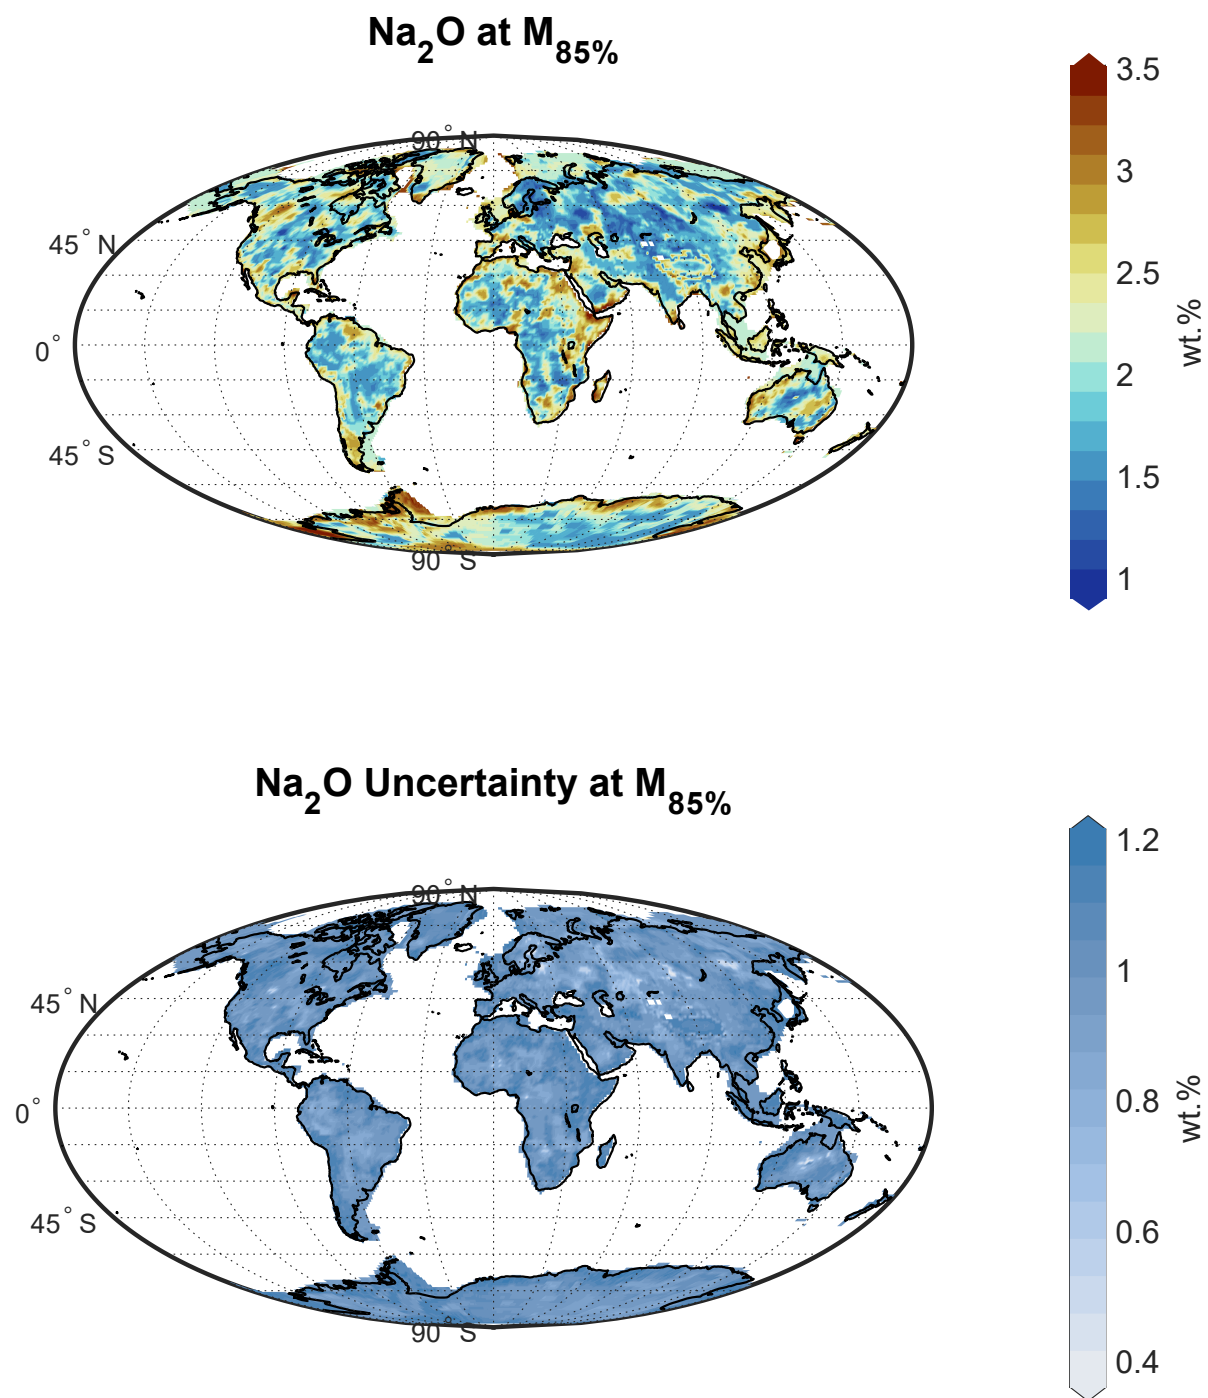 Na₂O at M₈₅%
90° N
45° N
0°
45° S
90° S
3.5
3
2.5
2
1.5
1
wt.%
Na₂O Uncertainty at M₈₅%
90° N
45° N
0°
45° S
90° S
1.2
1
0.8
0.6
0.4
wt.%